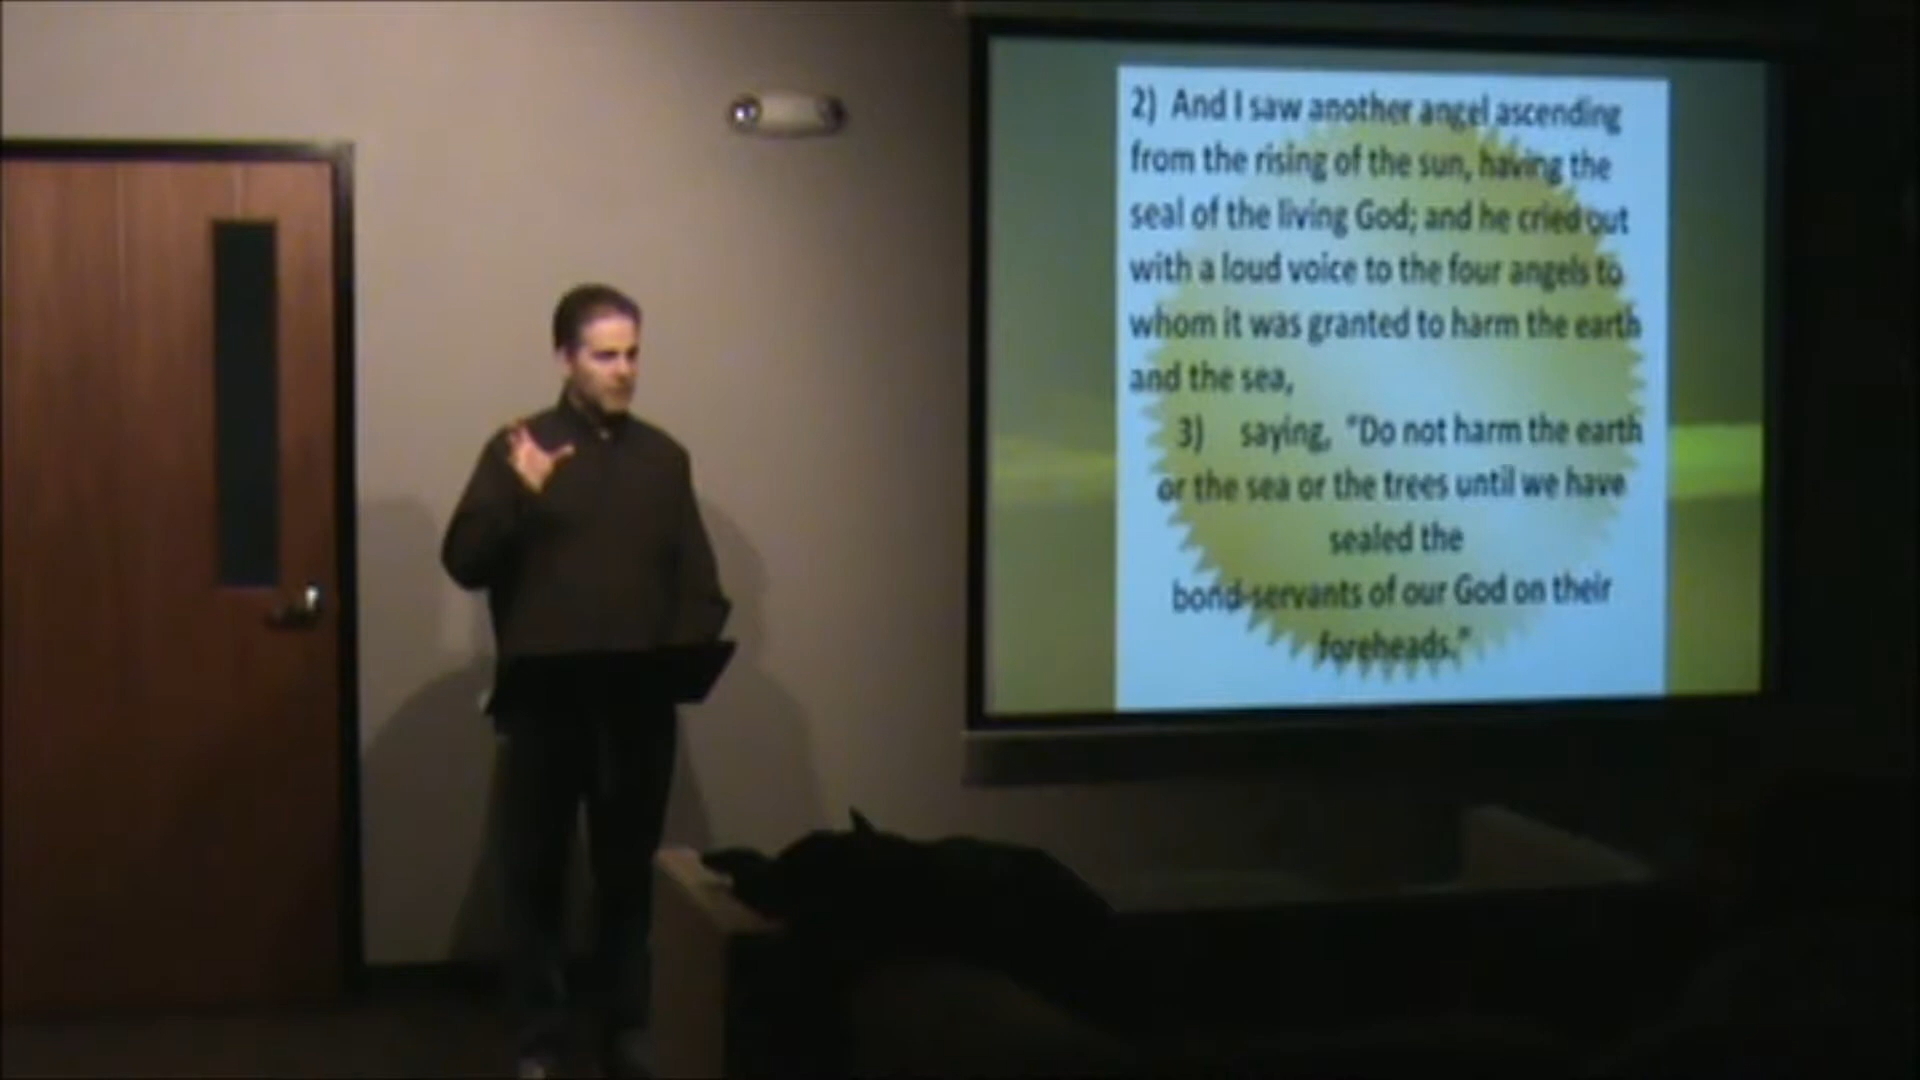 2) And I saw another angel ascending
from the rising of the sun, having the
seal of the living God; and he cried out
with a loud voice to the four angels to
whom it was granted to harm the earth
and the sea,
3) saying, "Do not harm the earth
or the sea or the trees until we have
sealed the
bond-servants of our God on their
foreheads."